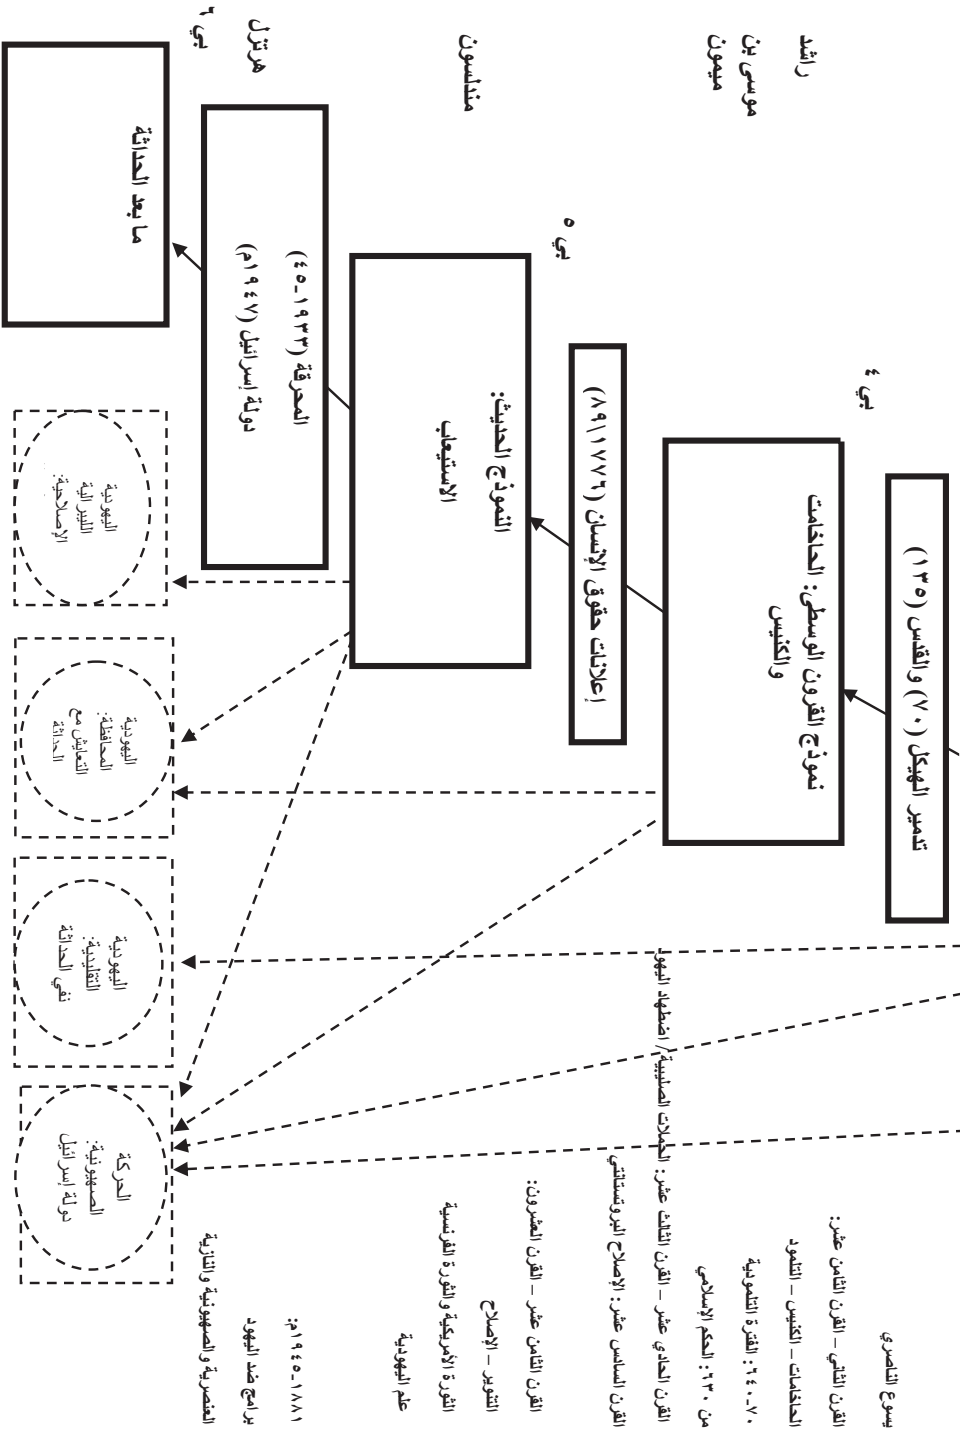 يسوع الناصري
القرن الثاني – القرن الثامن عشر:
الحاخامات – الكنيس – التلمود
٧٠-٦٤٠: الفترة التلمودية
من ٦٣٠: الحكم الإسلامي
القرن الحادي عشر – القرن الثالث عشر: الحملات الصليبية/ اضطهاد اليهود
القرن السادس عشر: الإصلاح البروتستانتي
القرن الثامن عشر – القرن العشرون:
التنوير – الإصلاح
الثورة الأمريكية والثورة الفرنسية
علم اليهودية
١٨٨١-١٩٤٥م:
برامج ضد اليهود
العنصرية والصهيونية والنازية
تدمير الهيكل (٧٠) والقدس (١٣٥)
بي ٤
نموذج القرون الوسطى: الحاخامت
والكنيس
إعلانات حقوق الإنسان (١٧٧٦\٨٩)
بي ٥
النموذج الحديث:
الاستيعاب
المحرقة (١٩٣٣-٤٥)
دولة إسرائيل (١٩٤٧م)
بي ٦
ما بعد الحداثة
راشد
موسى بن
ميمون
مندلسون
هرتزل
الحركة
الصهيونية:
دولة إسرائيل
اليهودية
التقليدية:
نفي الحداثة
اليهودية
المحافظة:
التعايش مع
الحداثة
اليهودية
الليبرالية
الإصلاحية: